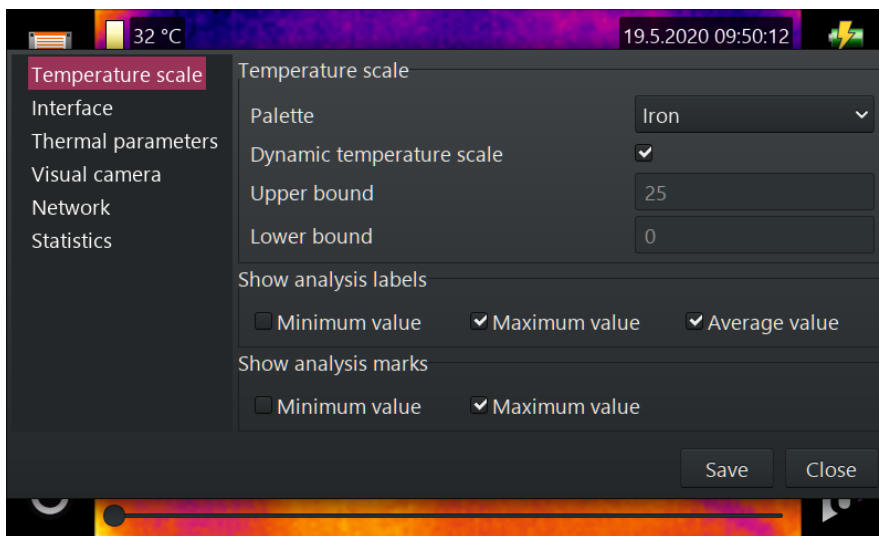 32 °C
19.5.2020 09:50:12
Temperature scale
Interface
Thermal parameters
Visual camera
Network
Statistics
Temperature scale
Palette Iron
Dynamic temperature scale
Upper bound 25
Lower bound 0
Show analysis labels
Minimum value Maximum value Average value
Show analysis marks
Minimum value Maximum value
Save Close